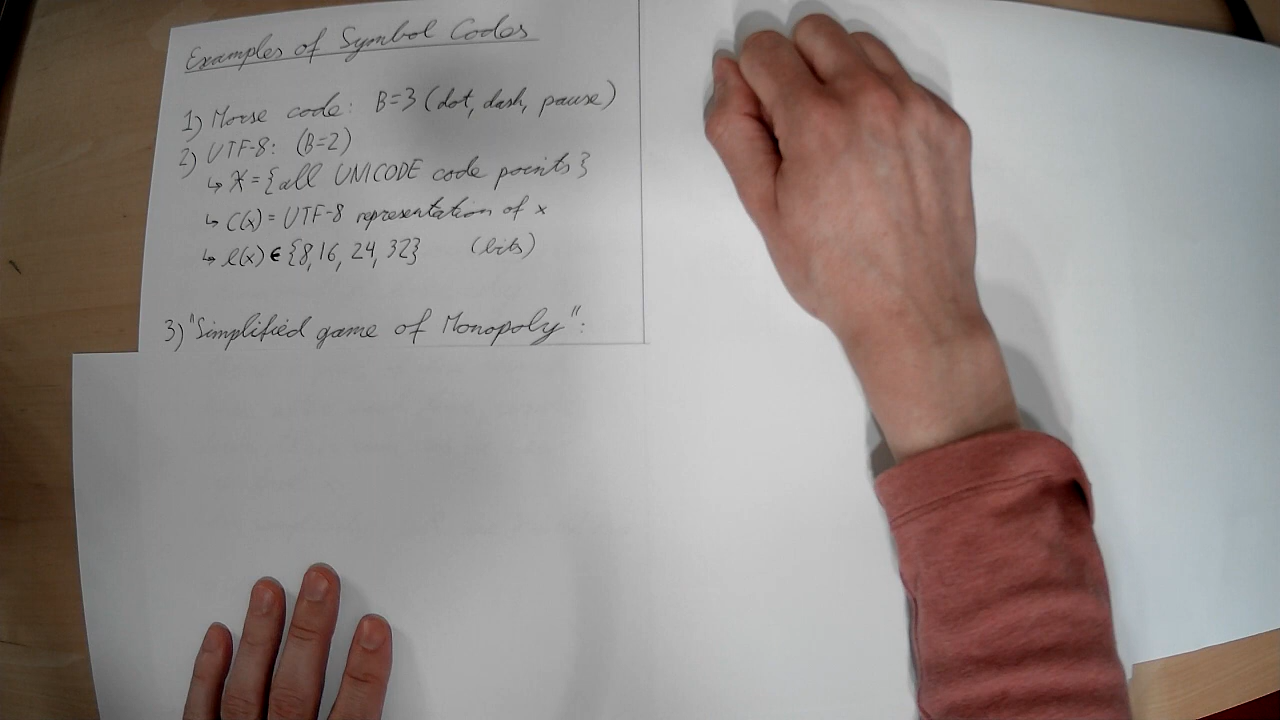 Examples of Symbol Codes
1) Morse code: B=3 (dot, dash, pause)
2) UTF-8: (B=2)
↳ 𝒳 = {all UNICODE code points}
↳ C(x) = UTF-8 representation of x
↳ ℓ(x) ∈ {8, 16, 24, 32} (bits)
3) "Simplified game of Monopoly":